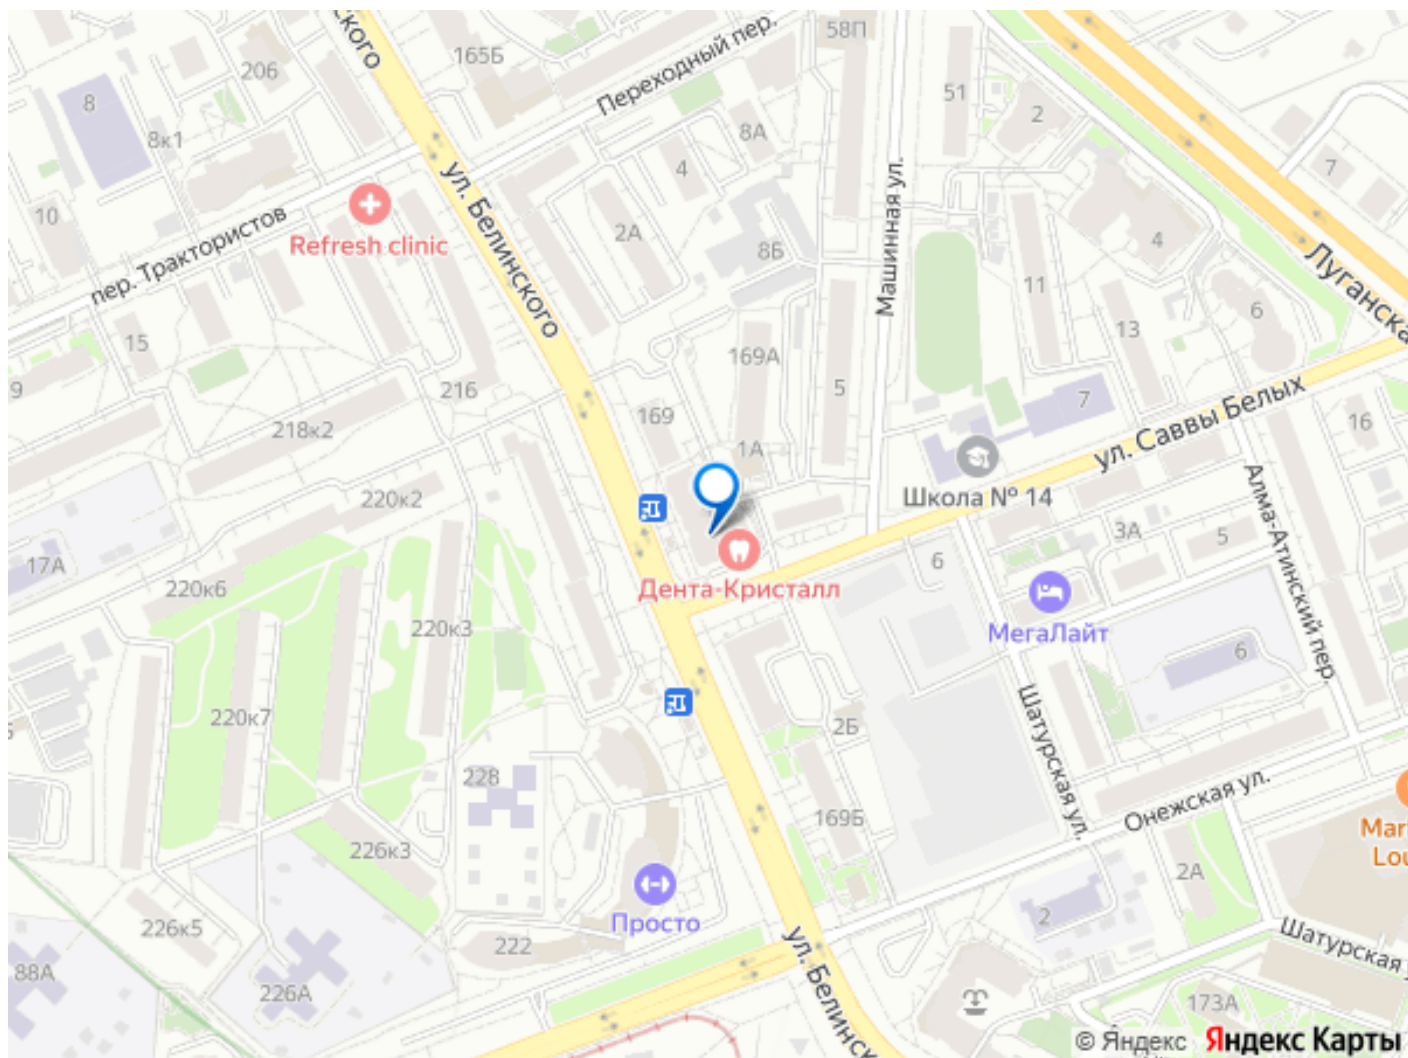 ского
165Б
Переходный пер.
58П
206
8
8к1
51
2
8А
4
7
ул. Белинского
Машинная ул.
10
Refresh clinic
пер. Трактористов
2А
8Б
4
Луганска
11
6
13
15
169А
5
9
216
169
7
ул. Саввы Белых
16
218к2
1А
220к2
Школа № 14
Алма-Атинский пер.
3А
5
17А
6
220к6
Дента-Кристалл
220к3
МегаЛайт
6
220к7
Шатурская ул.
2Б
228
Онежская ул.
169Б
Mari
Lou
226к3
2А
Просто
226к5
2
222
ул. Белинск
Шатурская у
88А
226А
173А
© Яндекс Яндекс Карты